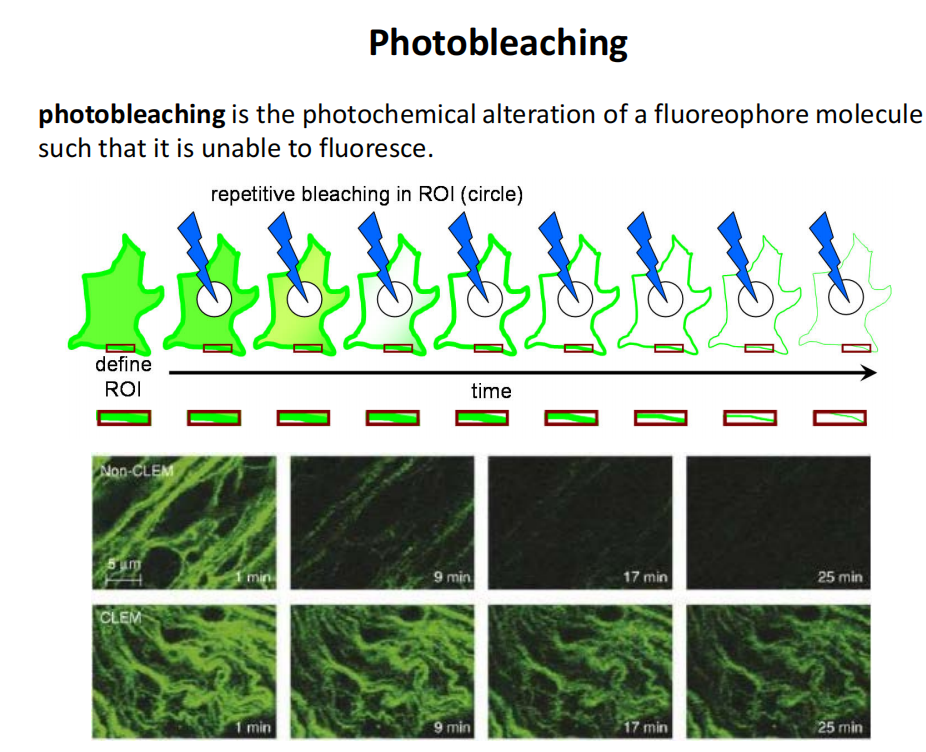 Photobleaching
photobleaching is the photochemical alteration of a fluoreophore molecule
such that it is unable to fluoresce.
repetitive bleaching in ROI (circle)
define
ROI
time
Non-CLEM
5 µm
1 min
9 min
17 min
25 min
CLEM
1 min
9 min
17 min
25 min